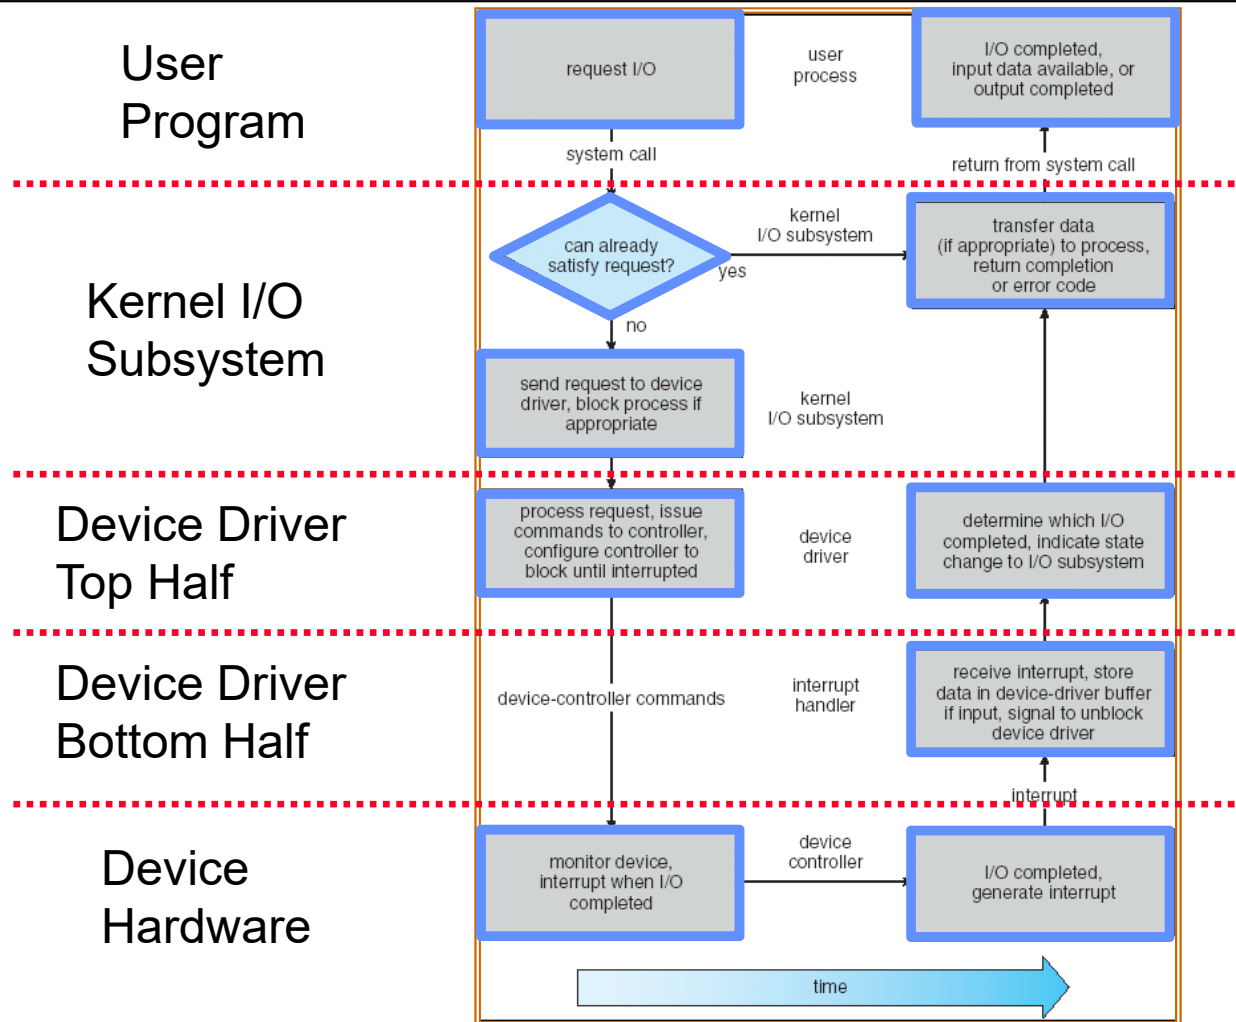 User
Program
request I/O
user
process
I/O completed,
input data available, or
output completed
system call
return from system call
Kernel I/O
Subsystem
can already
satisfy request?
kernel
I/O subsystem
yes
transfer data
(if appropriate) to process,
return completion
or error code
no
send request to device
driver, block process if
appropriate
kernel
I/O subsystem
Device Driver
Top Half
process request, issue
commands to controller,
configure controller to
block until interrupted
device
driver
determine which I/O
completed, indicate state
change to I/O subsystem
Device Driver
Bottom Half
device-controller commands
interrupt
handler
receive interrupt, store
data in device-driver buffer
if input, signal to unblock
device driver
interrupt
Device
Hardware
monitor device,
interrupt when I/O
completed
device
controller
I/O completed,
generate interrupt
time